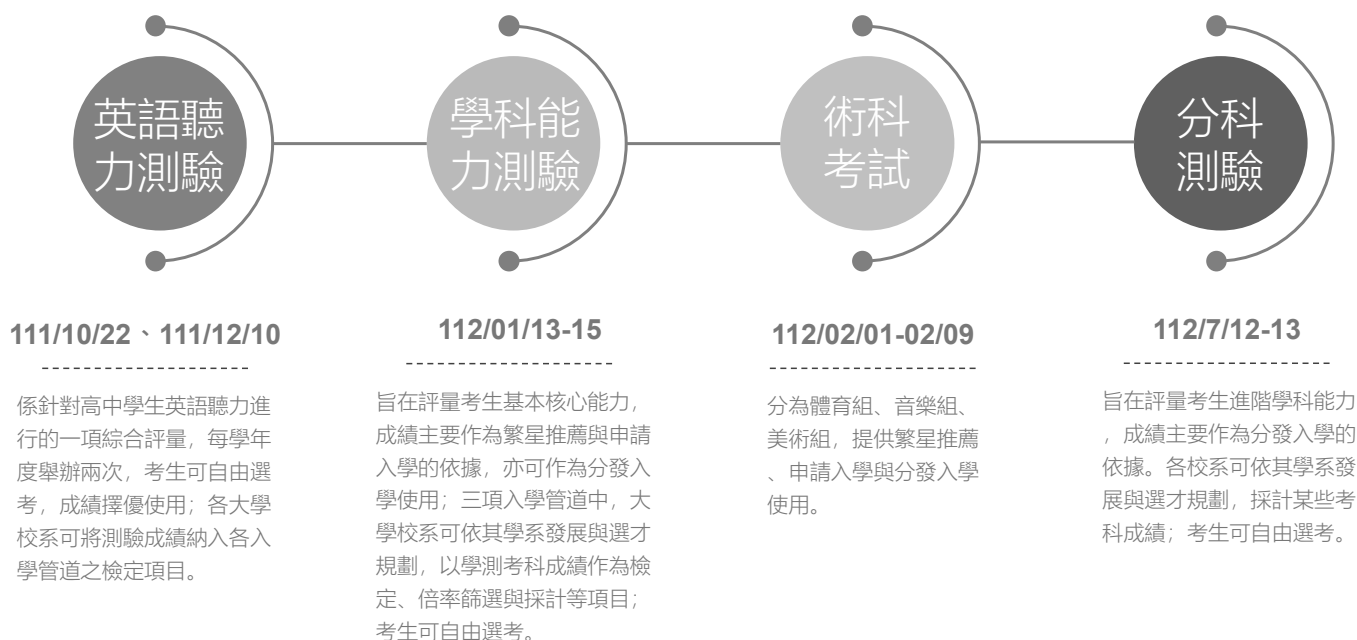 英語聽
力測驗
學科能
力測驗
術科
考試
分科
測驗
111/10/22、111/12/10
係針對高中學生英語聽力進
行的一項綜合評量，每學年
度舉辦兩次，考生可自由選
考，成績擇優使用；各大學
校系可將測驗成績納入各入
學管道之檢定項目。
112/01/13-15
旨在評量考生基本核心能力，
成績主要作為繁星推薦與申請
入學的依據，亦可作為分發入
學使用；三項入學管道中，大
學校系可依其學系發展與選才
規劃，以學測考科成績作為檢
定、倍率篩選與採計等項目；
考生可自由選考。
112/02/01-02/09
分為體育組、音樂組、
美術組，提供繁星推薦
、申請入學與分發入學
使用。
112/7/12-13
旨在評量考生進階學科能力
，成績主要作為分發入學的
依據。各校系可依其學系發
展與選才規劃，採計某些考
科成績；考生可自由選考。